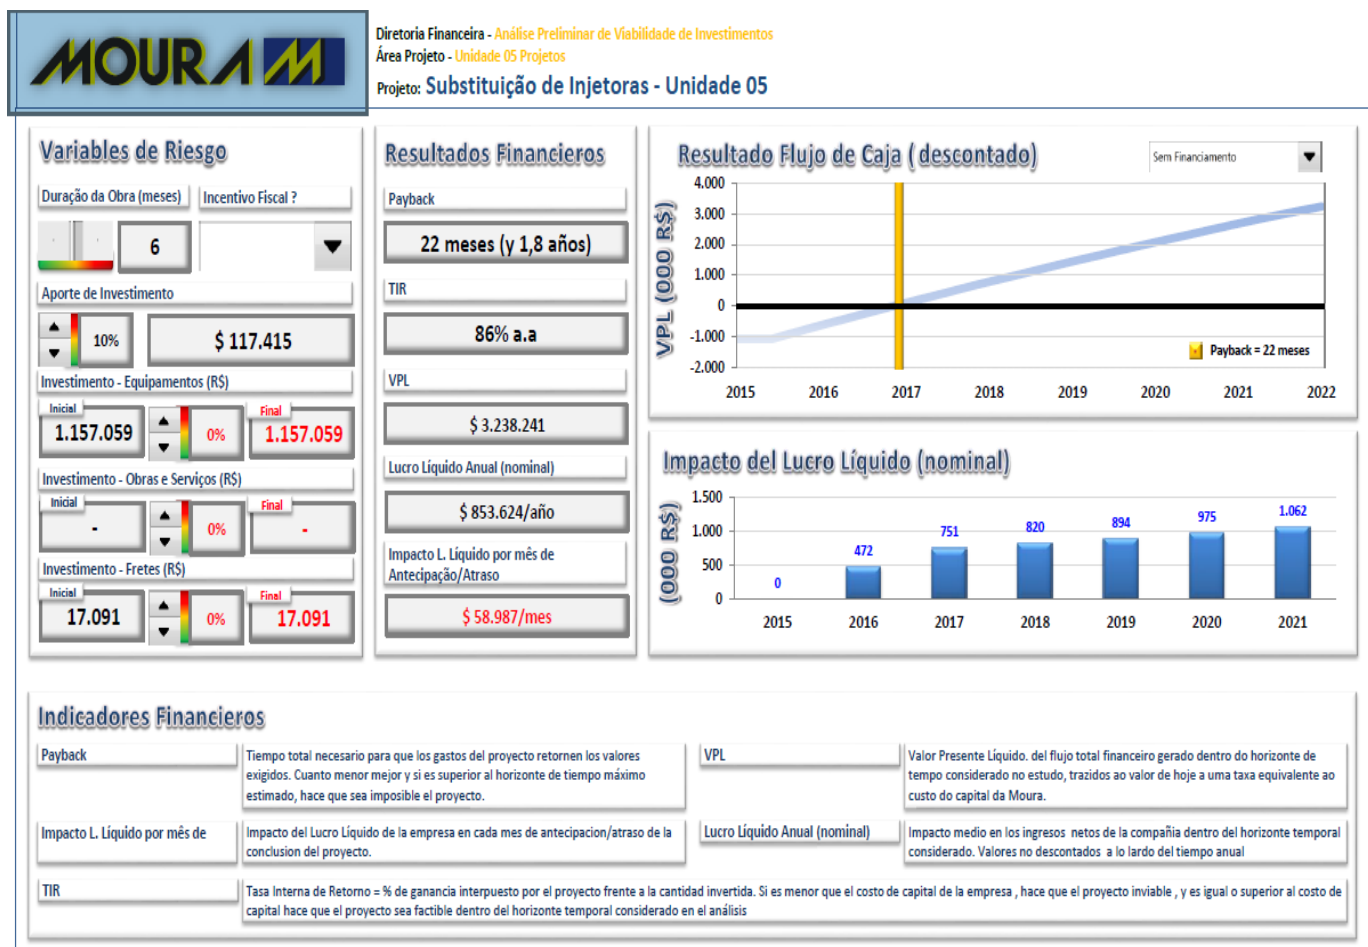 MOURA M
Diretoria Financeira - Análise Preliminar de Viabilidade de Investimentos
Área Projeto - Unidade 05 Projetos
Projeto: Substituição de Injetoras - Unidade 05
Variables de Riesgo
Duração da Obra (meses)
Incentivo Fiscal ?
6
Aporte de Investimento
10%
$ 117.415
Investimento - Equipamentos (R$)
Inicial
Final
1.157.059
0%
1.157.059
Investimento - Obras e Serviços (R$)
Inicial
Final
-
0%
-
Investimento - Fretes (R$)
Inicial
Final
17.091
0%
17.091
Resultados Financieros
Payback
22 meses (y 1,8 años)
TIR
86% a.a
VPL
$ 3.238.241
Lucro Líquido Anual (nominal)
$ 853.624/año
Impacto L. Líquido por mês de
Antecipação/Atraso
$ 58.987/mes
Resultado Flujo de Caja ( descontado)
Sem Financiamento
VPL (000 R$)
4.000
3.000
2.000
1.000
0
-1.000
-2.000
Payback = 22 meses
2015 2016 2017 2018 2019 2020 2021 2022
Impacto del Lucro Líquido (nominal)
(000 R$)
1.500
1.000
500
0
0 472 751 820 894 975 1.062
2015 2016 2017 2018 2019 2020 2021
Indicadores Financieros
Payback
Tiempo total necesario para que los gastos del proyecto retornen los valores
exigidos. Cuanto menor mejor y si es superior al horizonte de tiempo máximo
estimado, hace que sea imposible el proyecto.
VPL
Valor Presente Líquido. del flujo total financiero gerado dentro do horizonte de
tempo considerado no estudo, trazidos ao valor de hoje a uma taxa equivalente ao
custo do capital da Moura.
Impacto L. Líquido por mês de
Impacto del Lucro Líquido de la empresa en cada mes de antecipacion/atraso de la
conclusion del proyecto.
Lucro Líquido Anual (nominal)
Impacto medio en los ingresos netos de la compañia dentro del horizonte temporal
considerado. Valores no descontados a lo lardo del tiempo anual
TIR
Tasa Interna de Retorno = % de ganancia interpuesto por el proyecto frente a la cantidad invertida. Si es menor que el costo de capital de la empresa , hace que el proyecto inviable , y es igual o superior al costo de
capital hace que el proyecto sea factible dentro del horizonte temporal considerado en el análisis